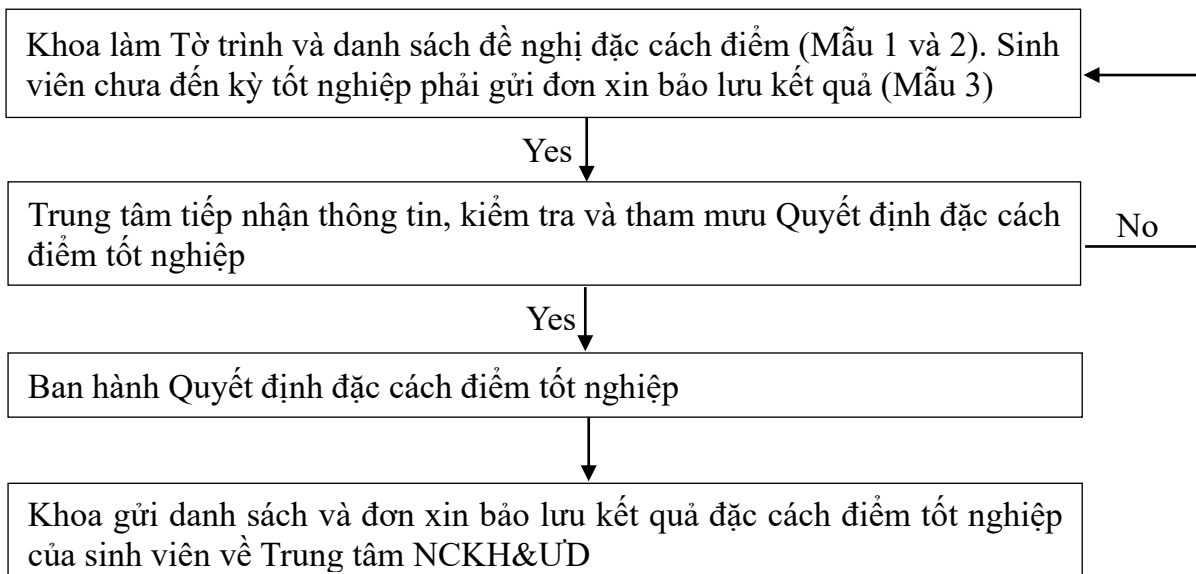 Khoa làm Tờ trình và danh sách đề nghị đặc cách điểm (Mẫu 1 và 2). Sinh
viên chưa đến kỳ tốt nghiệp phải gửi đơn xin bảo lưu kết quả (Mẫu 3)
Yes
Trung tâm tiếp nhận thông tin, kiểm tra và tham mưu Quyết định đặc cách
điểm tốt nghiệp
No
Yes
Ban hành Quyết định đặc cách điểm tốt nghiệp
Khoa gửi danh sách và đơn xin bảo lưu kết quả đặc cách điểm tốt nghiệp
của sinh viên về Trung tâm NCKH&ƯD